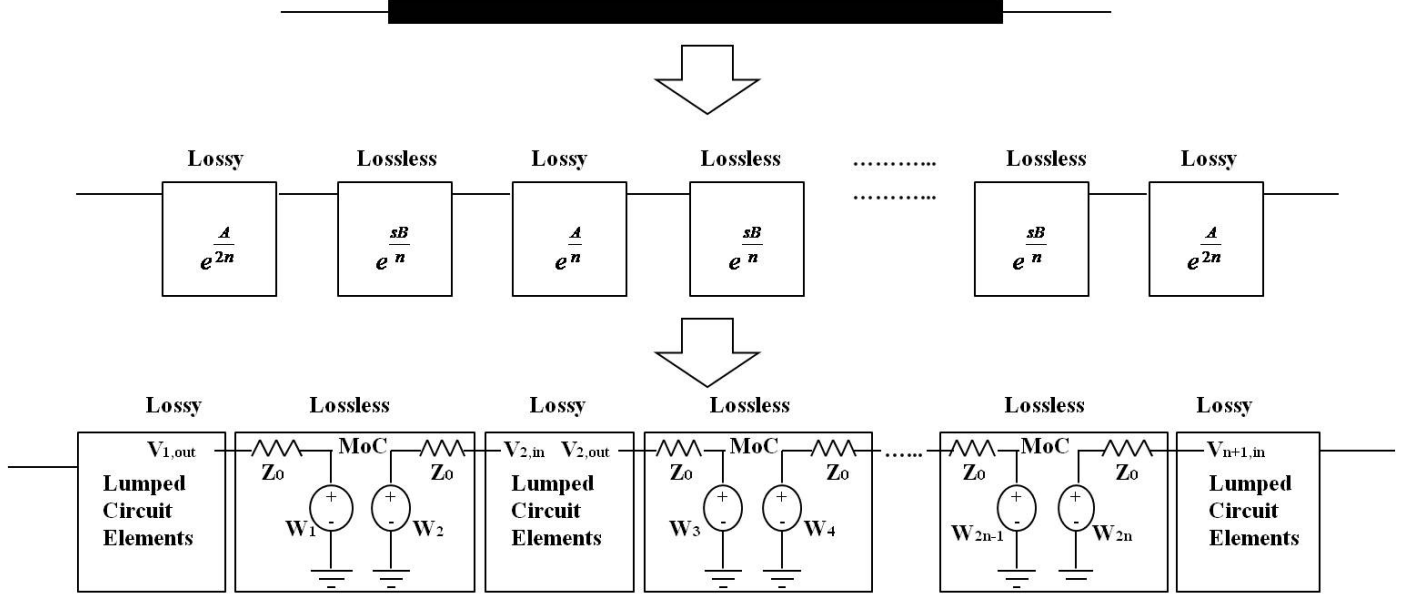 Lossy Lossless Lossy Lossless ………... Lossless Lossy
………...
e^{A/2n} e^{sB/n} e^{A/n} e^{sB/n} e^{sB/n} e^{A/2n}
Lossy Lossless Lossy Lossless Lossless Lossy
V1,out MoC V2,in V2,out MoC …... MoC Vn+1,in
Z0 Z0 Z0 Z0 Z0 Z0
Lumped Circuit Elements
+ - + -
W1 W2
Lumped Circuit Elements
+ - + -
W3 W4
+ - + -
W2n-1 W2n
Lumped Circuit Elements